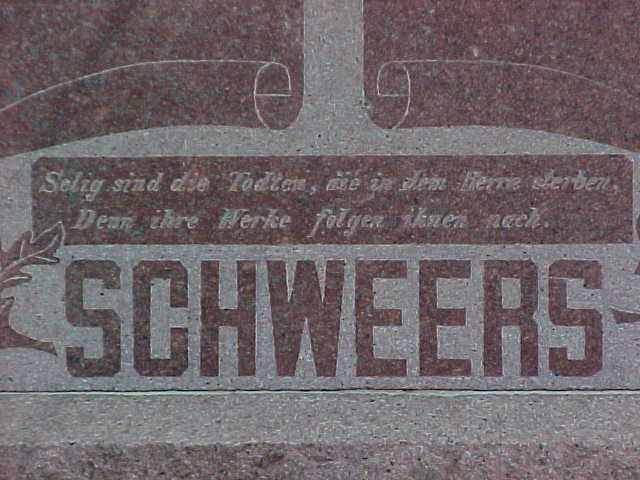 Selig sind die Todten, die in dem Herrn sterben,
Denn ihre Werke folgen ihnen nach.
SCHWEERS